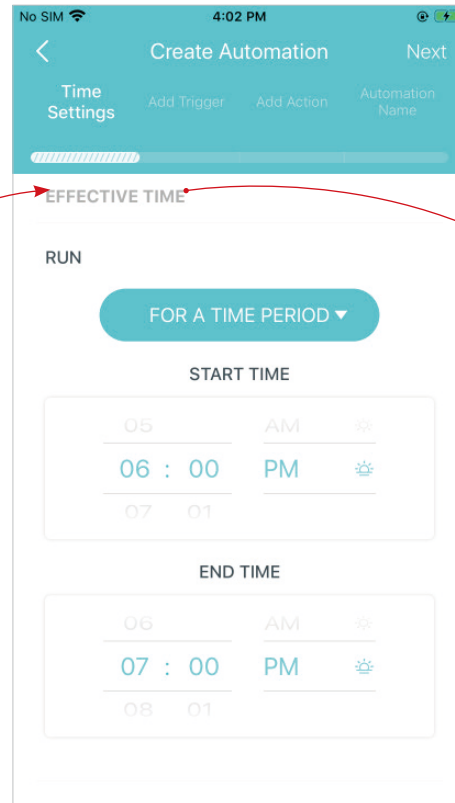 No SIM 4:02 PM
Create Automation Next
Time Settings Add Trigger Add Action Automation Name
EFFECTIVE TIME
RUN
FOR A TIME PERIOD
START TIME
05 AM
06 : 00 PM
07 01
END TIME
06 AM
07 : 00 PM
08 01